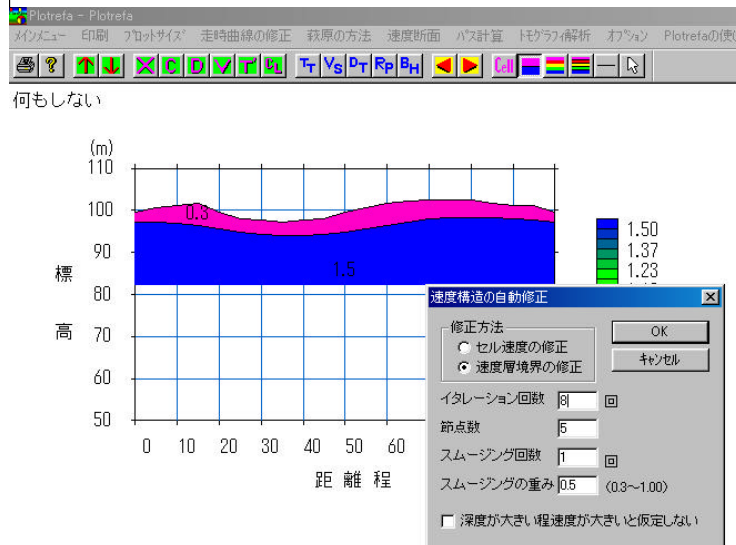 Plotrefa - Plotrefa
メインメニュー 印刷 プロットサイズ 走時曲線の修正 萩原の方法 速度断面 パス計算 トモグラフィ解析 オプション Plotrefaの使
TT VS DT RP BH Cell
何もしない
(m)
110
100
90
80
70
60
50
標高
0.3
1.5
0 10 20 30 40 50 60
距離程
1.50
1.37
1.23
速度構造の自動修正
修正方法
セル速度の修正
速度層境界の修正
OK
キャンセル
イタレーション回数 8 回
節点数 5
スムージング回数 1 回
スムージングの重み 0.5 (0.3～1.00)
深度が大きい程速度が大きいと仮定しない